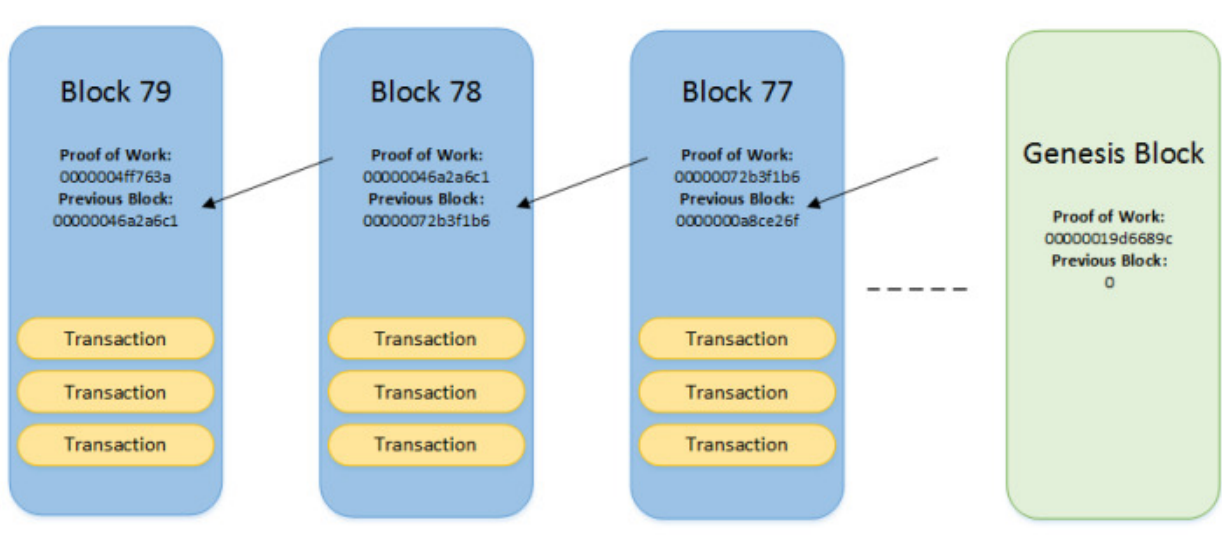 Block 79
Proof of Work:
0000004ff763a
Previous Block:
00000046a2a6c1
Transaction
Transaction
Transaction
Block 78
Proof of Work:
00000046a2a6c1
Previous Block:
00000072b3f1b6
Transaction
Transaction
Transaction
Block 77
Proof of Work:
00000072b3f1b6
Previous Block:
0000000a8ce26f
Transaction
Transaction
Transaction
Genesis Block
Proof of Work:
00000019d6689c
Previous Block:
0